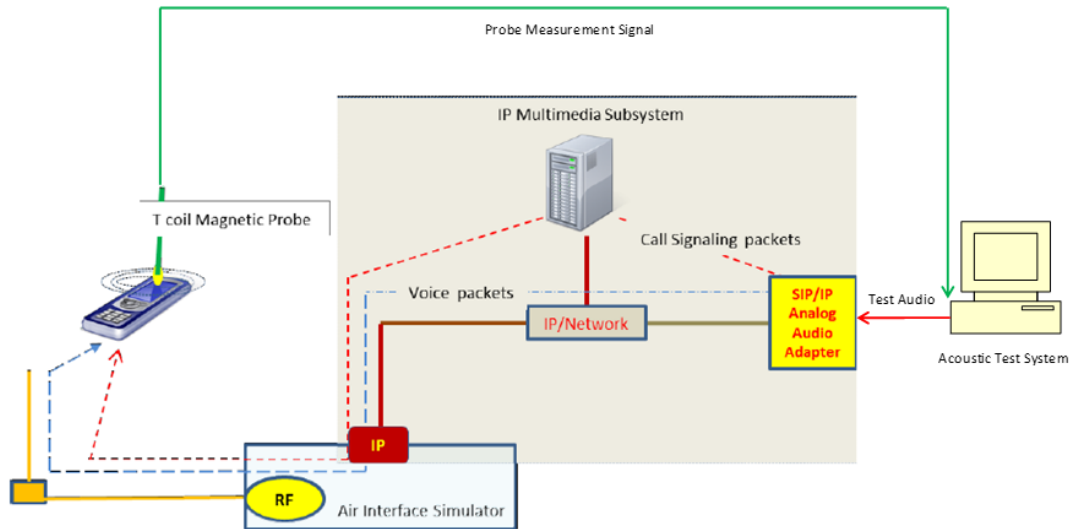 Probe Measurement Signal
IP Multimedia Subsystem
T coil Magnetic Probe
Call Signaling packets
Voice packets
IP/Network
SIP/IP
Analog
Audio
Adapter
Test Audio
Acoustic Test System
IP
RF
Air Interface Simulator